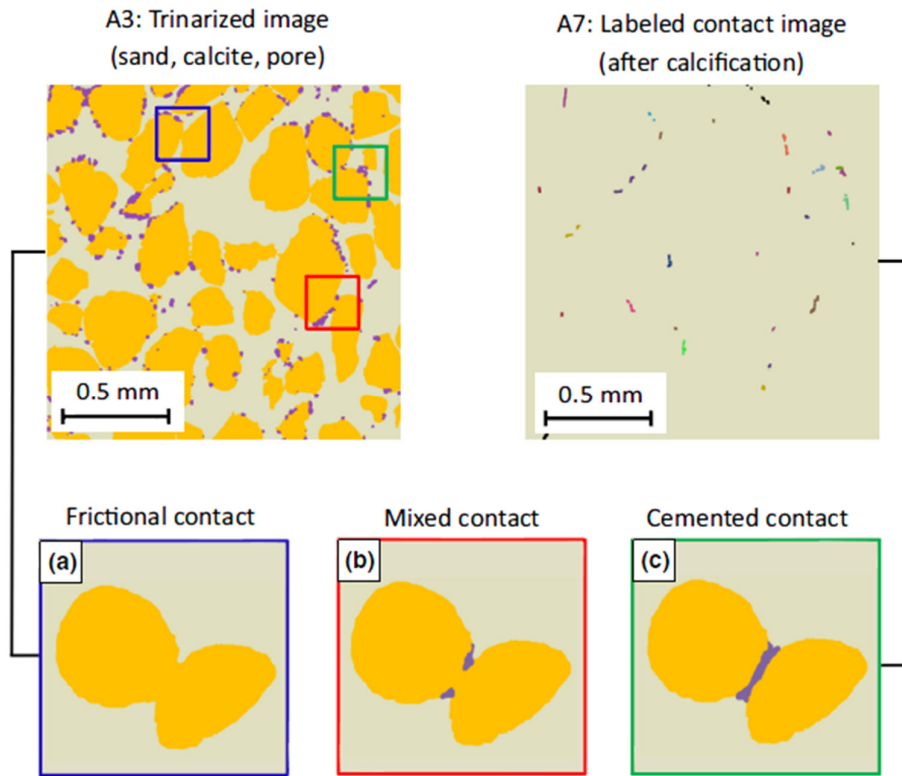 A3: Trinarized image
(sand, calcite, pore)
A7: Labeled contact image
(after calcification)
0.5 mm
0.5 mm
Frictional contact
Mixed contact
Cemented contact
(a)
(b)
(c)